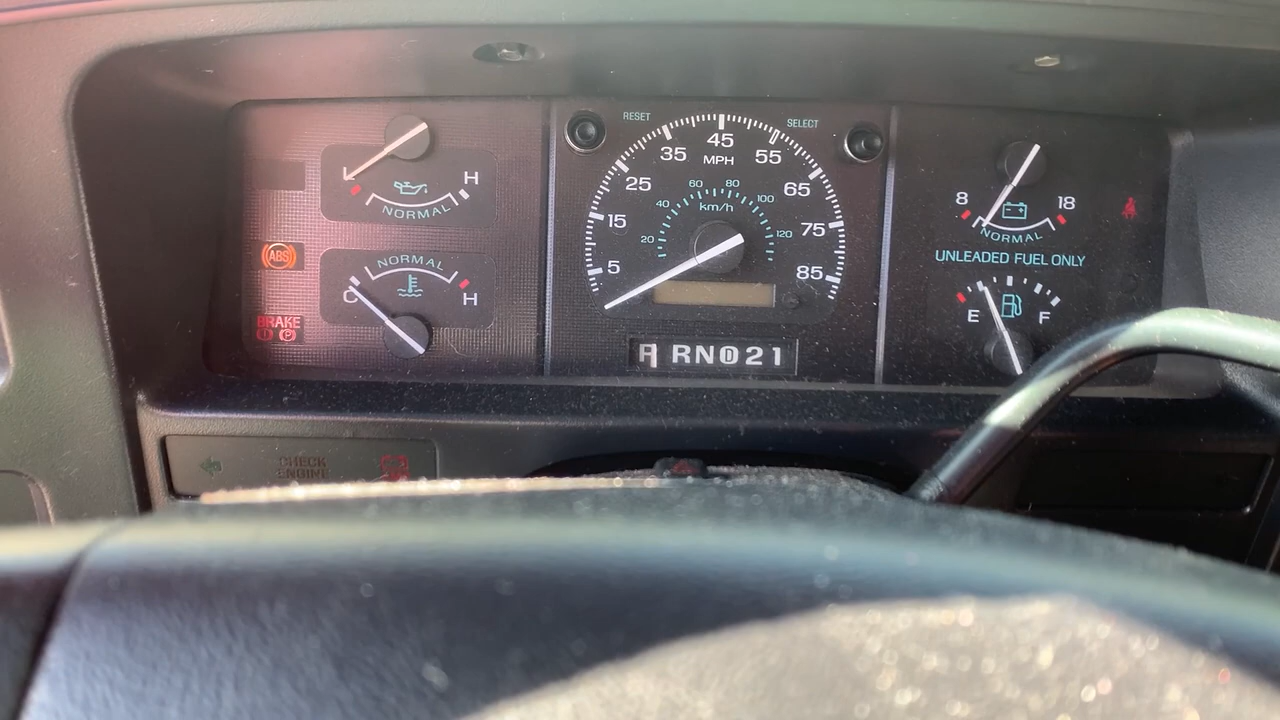 RESET
SELECT
L
H
NORMAL
ABS
NORMAL
C
H
BRAKE
P
5
15
25
35
45
55
65
75
85
MPH
20
40
60
80
100
120
km/h
RN021
8
18
NORMAL
UNLEADED FUEL ONLY
E
F
CHECK
ENGINE